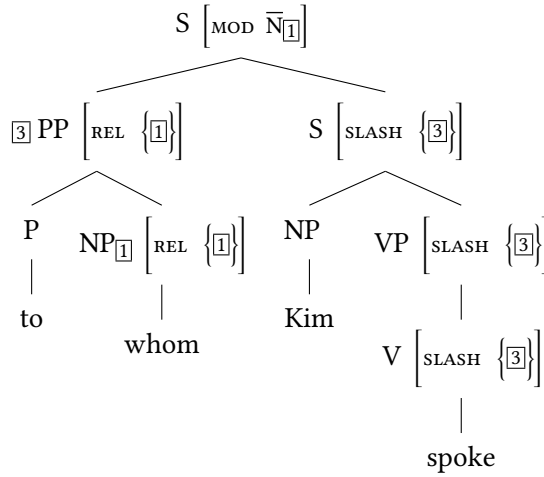 S [MOD N̅1]
3 PP [REL {1}] S [SLASH {3}]
P NP1 [REL {1}] NP VP [SLASH {3}]
to whom Kim V [SLASH {3}]
spoke